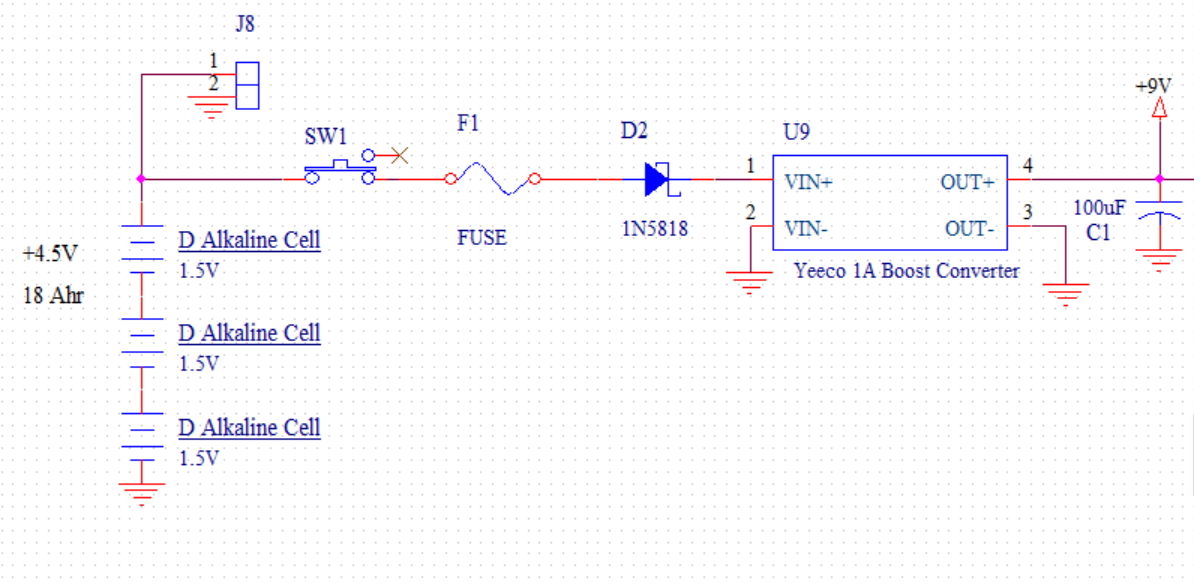 J8
1
2
SW1
F1
FUSE
D2
1N5818
U9
1
VIN+
2
VIN-
4
OUT+
3
OUT-
Yeeco 1A Boost Converter
+9V
100uF
C1
+4.5V
18 Ahr
D Alkaline Cell
1.5V
D Alkaline Cell
1.5V
D Alkaline Cell
1.5V